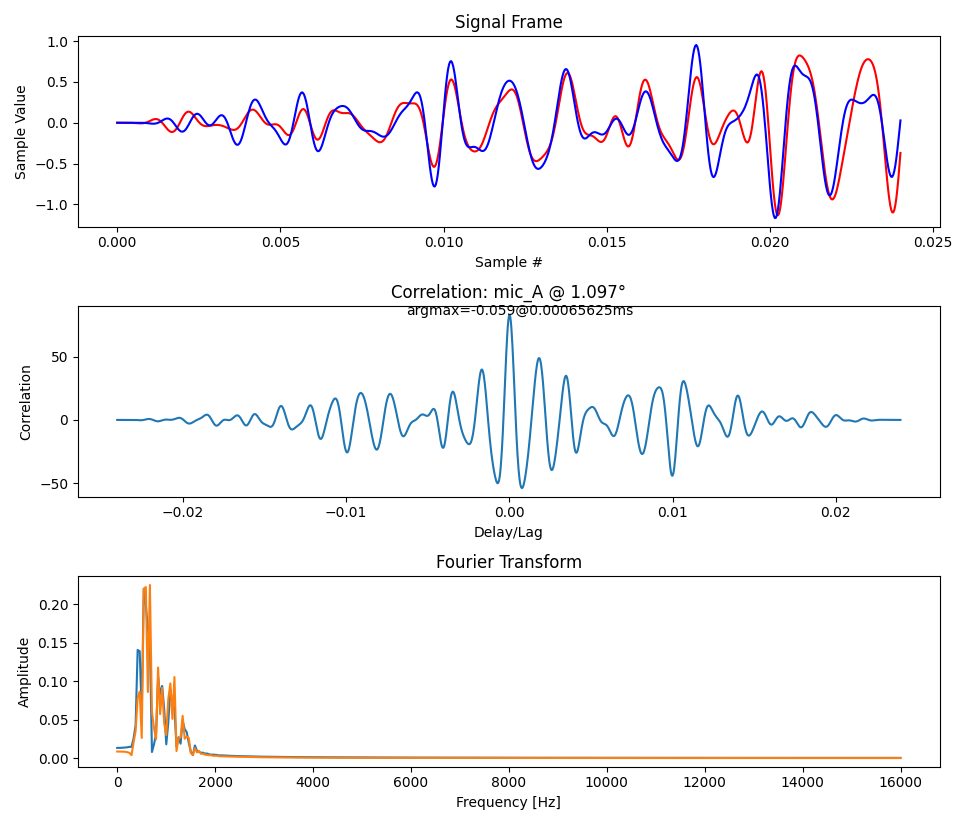 Signal Frame
1.0
0.5
0.0
−0.5
−1.0
Sample Value
0.000 0.005 0.010 0.015 0.020 0.025
Sample #
Correlation: mic_A @ 1.097°
argmax=-0.059@0.00065625ms
50
0
−50
Correlation
−0.02 −0.01 0.00 0.01 0.02
Delay/Lag
Fourier Transform
0.20
0.15
0.10
0.05
0.00
Amplitude
0 2000 4000 6000 8000 10000 12000 14000 16000
Frequency [Hz]